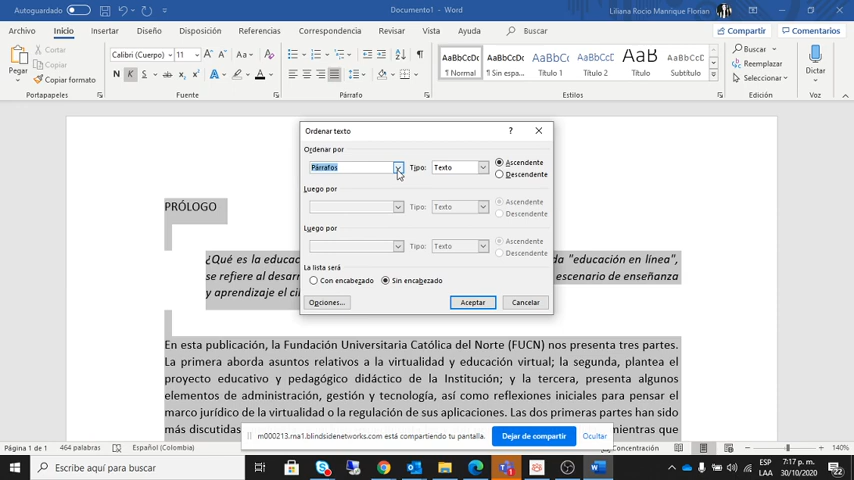 Autoguardado
Documento1 - Word
Liliana Rocio Manrique Florian
Archivo Inicio Insertar Diseño Disposición Referencias Correspondencia Revisar Vista Ayuda Buscar
Compartir Comentarios
Cortar
Copiar
Copiar formato
Pegar
Portapapeles
Calibri (Cuerpo) 11
N K S
Párrafo
AaBbCcDc AaBbCcDc AaBbCc AaBbCc AaB AaBbCcD
¶ Normal ¶ Sin espa... Título 1 Título 2 Título Subtítulo
Estilos
Buscar
Reemplazar
Seleccionar
Edición
Dictar
Voz
Ordenar texto
Ordenar por
Párrafos Tipo: Texto Ascendente
Descendente
Luego por
Tipo: Texto Ascendente
Descendente
Luego por
Tipo: Texto Ascendente
Descendente
La lista será
Con encabezado Sin encabezado
Opciones... Aceptar Cancelar
PRÓLOGO
¿Qué es la educac
da "educación en línea",
se refiere al desarr
escenario de enseñanza
y aprendizaje el ci
En esta publicación, la Fundación Universitaria Católica del Norte (FUCN) nos presenta tres partes.
La primera aborda asuntos relativos a la virtualidad y educación virtual; la segunda, plantea el
proyecto educativo y pedagógico didáctico de la Institución; y la tercera, presenta algunos
elementos de administración, gestión y tecnología, así como reflexiones iniciales para pensar el
marco jurídico de la virtualidad o la regulación de sus aplicaciones. Las dos primeras partes han sido
más discutidas
mientras que
m000213.rna1.blindsidenetworks.com está compartiendo tu pantalla.
Dejar de compartir
Ocultar
Página 1 de 1 464 palabras Español (Colombia)
Concentración
100 %
Escribe aquí para buscar
ESP
LAA
7:17 p. m.
30/10/2020